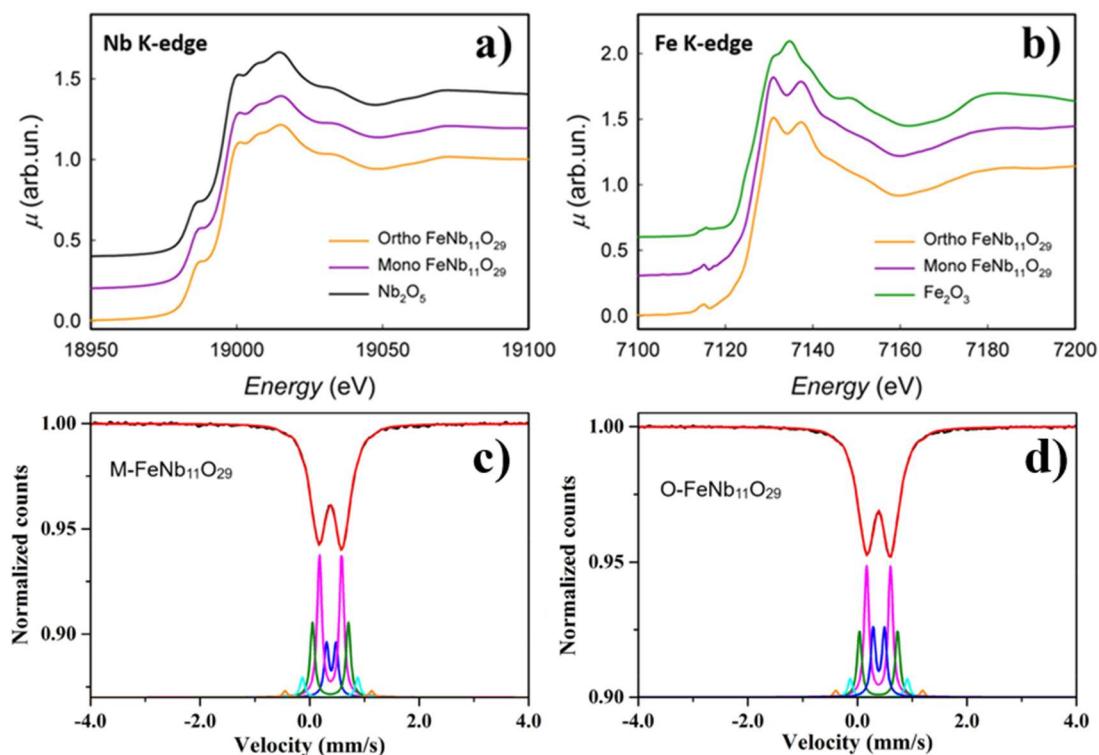 Nb K-edge
a)
1.5
1.0
0.5
0.0
μ (arb.un.)
Ortho FeNb₁₁O₂₉
Mono FeNb₁₁O₂₉
Nb₂O₅
18950 19000 19050 19100
Energy (eV)
Fe K-edge
b)
2.0
1.5
1.0
0.5
0.0
μ (arb.un.)
Ortho FeNb₁₁O₂₉
Mono FeNb₁₁O₂₉
Fe₂O₃
7100 7120 7140 7160 7180 7200
Energy (eV)
1.00
0.95
0.90
Normalized counts
M-FeNb₁₁O₂₉
c)
-4.0 -2.0 0.0 2.0 4.0
Velocity (mm/s)
1.00
0.95
0.90
Normalized counts
O-FeNb₁₁O₂₉
d)
-4.0 -2.0 0.0 2.0 4.0
Velocity (mm/s)